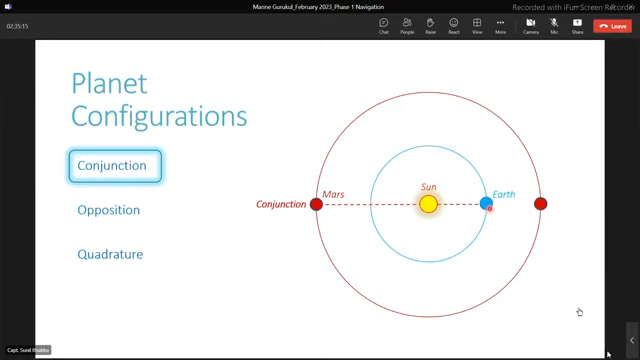 Marine Gurukul_February 2023_Phase 1 Navigation
Recorded with iFun Screen Recorder
02:35:15
Chat
People
Raise
React
View
More
Camera
Mic
Share
Leave
Planet
Configurations
Conjunction
Opposition
Quadrature
Sun
Mars
Earth
Conjunction
Capt. Sunil Bhabha